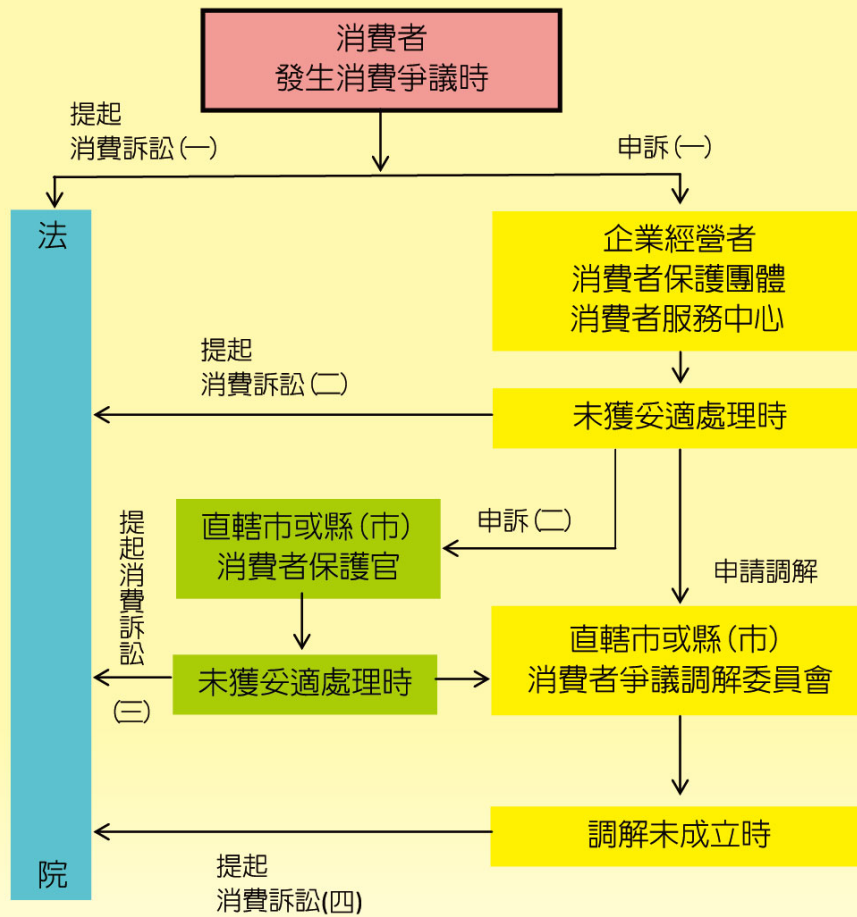 消費者
發生消費爭議時
提起
消費訴訟(一)
申訴(一)
法
院
企業經營者
消費者保護團體
消費者服務中心
提起
消費訴訟(二)
未獲妥適處理時
直轄市或縣(市)
消費者保護官
申訴(二)
提起消費訴訟
(三)
申請調解
未獲妥適處理時
直轄市或縣(市)
消費者爭議調解委員會
調解未成立時
提起
消費訴訟(四)